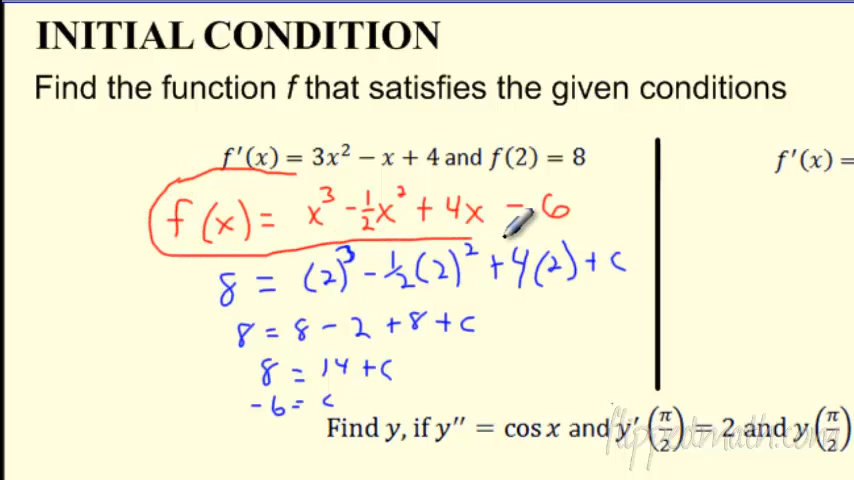 INITIAL CONDITION
Find the function f that satisfies the given conditions
f'(x) = 3x² − x + 4 and f(2) = 8
f'(x) =
f(x) = x³ - ½x² + 4x - 6
8 = (2)³ - ½(2)² + 4(2) + c
8 = 8 - 2 + 8 + c
8 = 14 + c
-6 = c
Find y, if y'' = cos x and y'(π/2) = 2 and y(π/2)
flippedmath.com